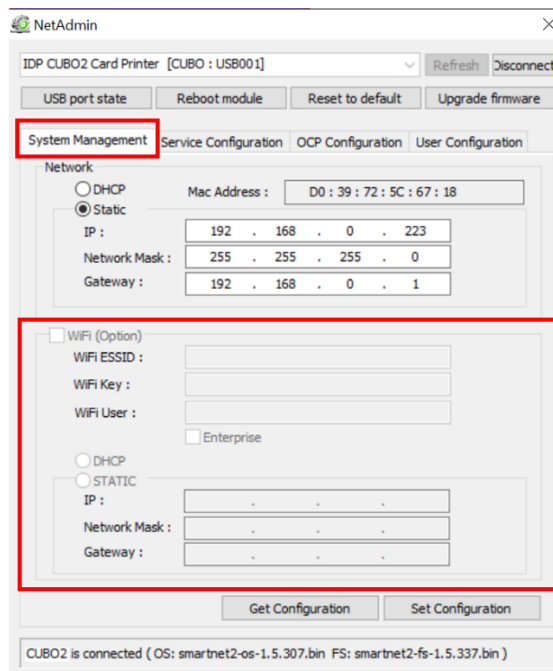 NetAdmin
IDP CUBO2 Card Printer [CUBO : USB001] Refresh Disconnect
USB port state Reboot module Reset to default Upgrade firmware
System Management Service Configuration OCP Configuration User Configuration
Network
DHCP Mac Address : D0 : 39 : 72 : 5C : 67 : 18
Static
IP : 192 . 168 . 0 . 223
Network Mask : 255 . 255 . 255 . 0
Gateway : 192 . 168 . 0 . 1
WiFi (Option)
WiFi ESSID :
WiFi Key :
WiFi User :
Enterprise
DHCP
STATIC
IP : . . .
Network Mask : . . .
Gateway : . . .
Get Configuration Set Configuration
CUBO2 is connected ( OS: smartnet2-os-1.5.307.bin FS: smartnet2-fs-1.5.337.bin )